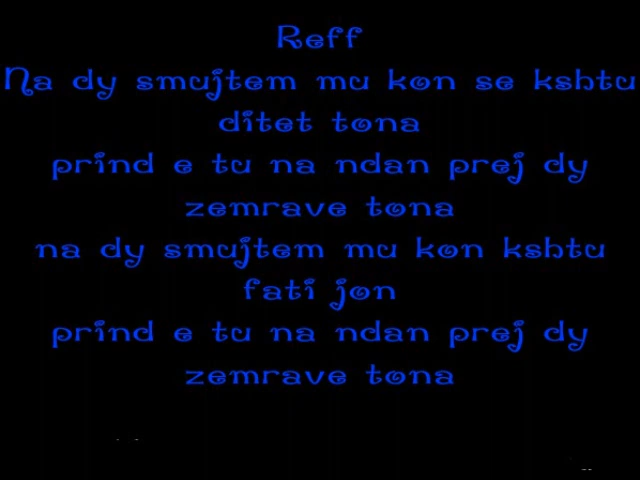 Reff
Na dy smujtem mu kon se kshtu
ditet tona
prind e tu na ndan prej dy
zemrave tona
na dy smujtem mu kon kshtu
fati jon
prind e tu na ndan prej dy
zemrave tona